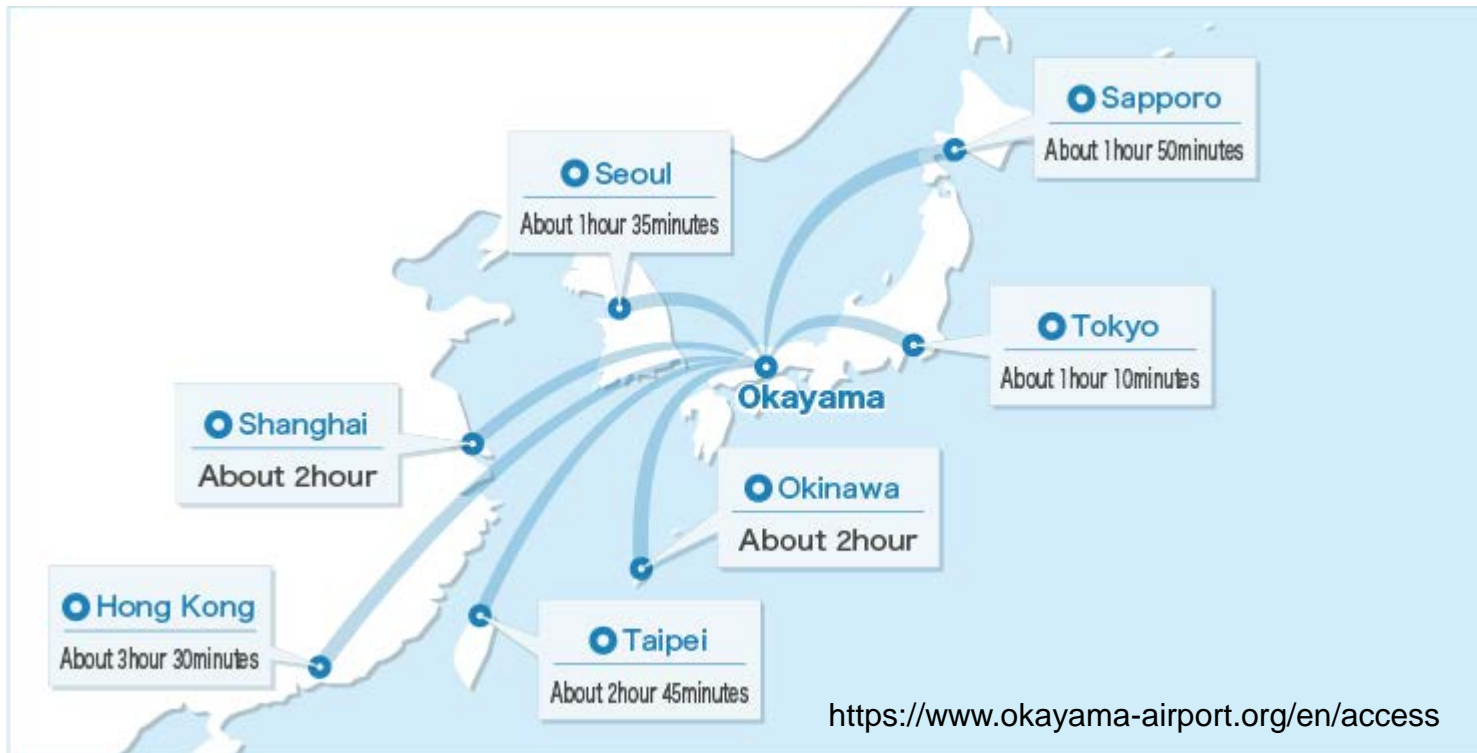 Sapporo
About 1hour 50minutes
Seoul
About 1hour 35minutes
Tokyo
About 1hour 10minutes
Okayama
Shanghai
About 2hour
Okinawa
About 2hour
Hong Kong
About 3hour 30minutes
Taipei
About 2hour 45minutes
https://www.okayama-airport.org/en/access